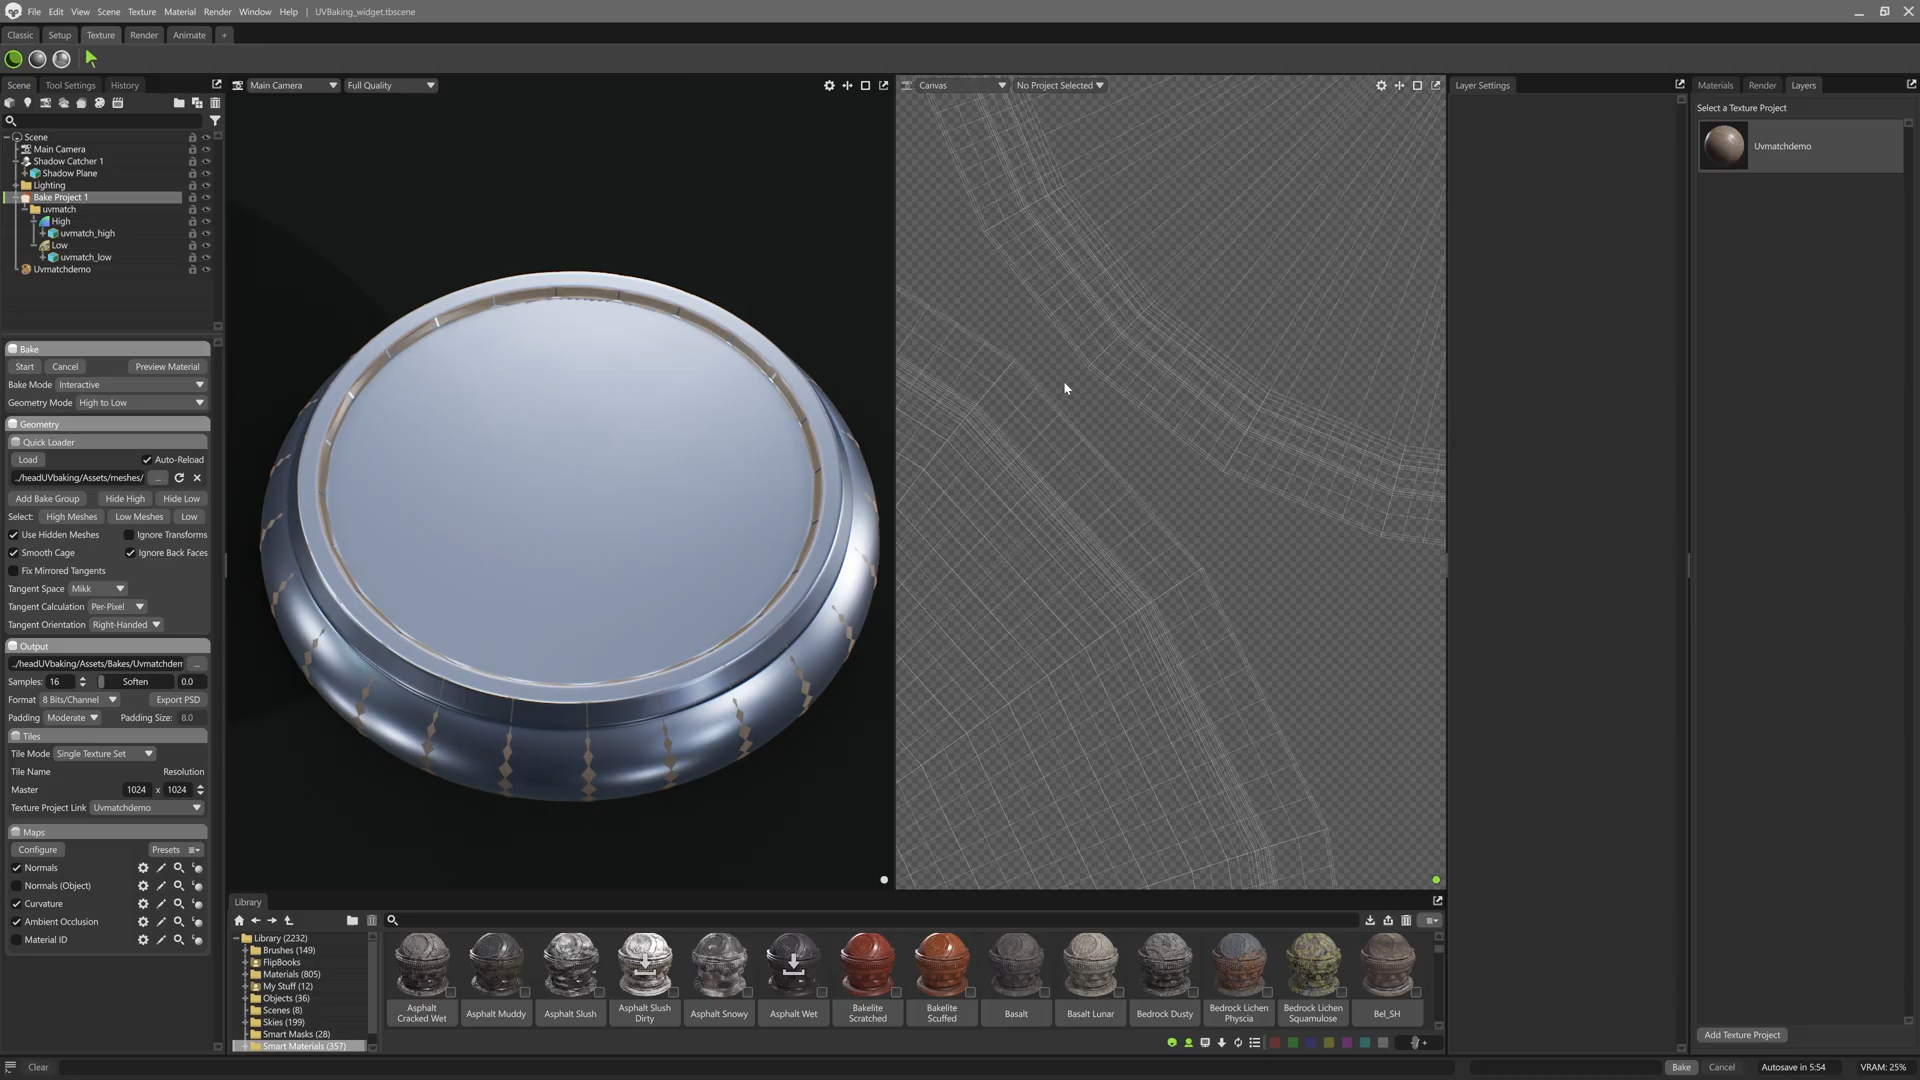 File Edit View Scene Texture Material Render Window Help | UVBaking_widget.tbscene
Classic Setup Texture Render Animate +
Scene Tool Settings History
Main Camera Full Quality
Canvas No Project Selected
Layer Settings
Materials Render Layers
Select a Texture Project
Uvmatchdemo
Scene
Main Camera
Shadow Catcher 1
Shadow Plane
Lighting
Bake Project 1
uvmatch
High
uvmatch_high
Low
uvmatch_low
Uvmatchdemo
Bake
Start Cancel Preview Material
Bake Mode Interactive
Geometry Mode High to Low
Geometry
Quick Loader
Load Auto-Reload
../headUVbaking/Assets/meshes/ ...
Add Bake Group Hide High Hide Low
Select: High Meshes Low Meshes Low
Use Hidden Meshes Ignore Transforms
Smooth Cage Ignore Back Faces
Fix Mirrored Tangents
Tangent Space Mikk
Tangent Calculation Per-Pixel
Tangent Orientation Right-Handed
Output
../headUVbaking/Assets/Bakes/Uvmatchdem ...
Samples: 16 Soften 0.0
Format 8 Bits/Channel Export PSD
Padding Moderate Padding Size: 8.0
Tiles
Tile Mode Single Texture Set
Tile Name Resolution
Master 1024 x 1024
Texture Project Link Uvmatchdemo
Maps
Configure Presets
Normals
Normals (Object)
Curvature
Ambient Occlusion
Material ID
Library
Library (2232)
Brushes (149)
FlipBooks
Materials (805)
My Stuff (12)
Objects (36)
Scenes (8)
Skies (199)
Smart Masks (28)
Smart Materials (357)
Asphalt Cracked Wet
Asphalt Muddy
Asphalt Slush
Asphalt Slush Dirty
Asphalt Snowy
Asphalt Wet
Bakelite Scratched
Bakelite Scuffed
Basalt
Basalt Lunar
Bedrock Dusty
Bedrock Lichen Physcia
Bedrock Lichen Squamulose
Bel_SH
Add Texture Project
Clear
Bake Cancel Autosave in 5:54 VRAM: 25%